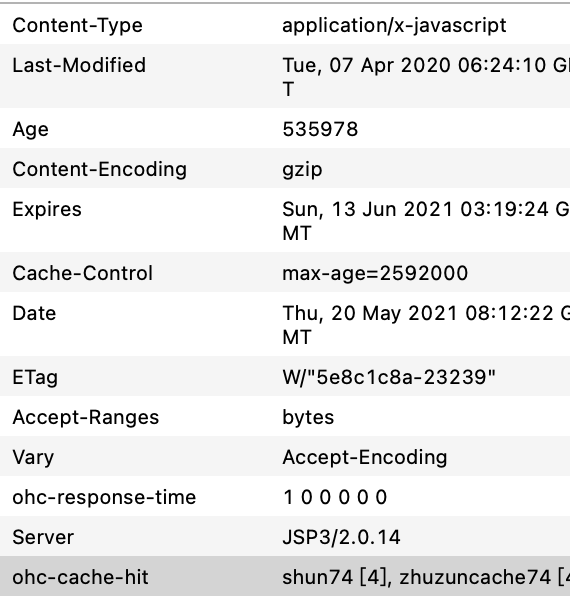 Content-Type application/x-javascript
Last-Modified Tue, 07 Apr 2020 06:24:10 G
T
Age 535978
Content-Encoding gzip
Expires Sun, 13 Jun 2021 03:19:24 G
MT
Cache-Control max-age=2592000
Date Thu, 20 May 2021 08:12:22 G
MT
ETag W/"5e8c1c8a-23239"
Accept-Ranges bytes
Vary Accept-Encoding
ohc-response-time 1 0 0 0 0 0
Server JSP3/2.0.14
ohc-cache-hit shun74 [4], zhuzuncache74 [4